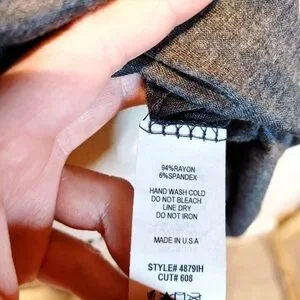 94%RAYON
6%SPANDEX
HAND WASH COLD
DO NOT BLEACH
LINE DRY
DO NOT IRON
MADE IN U.S.A
STYLE# 4879IH
CUT# 608